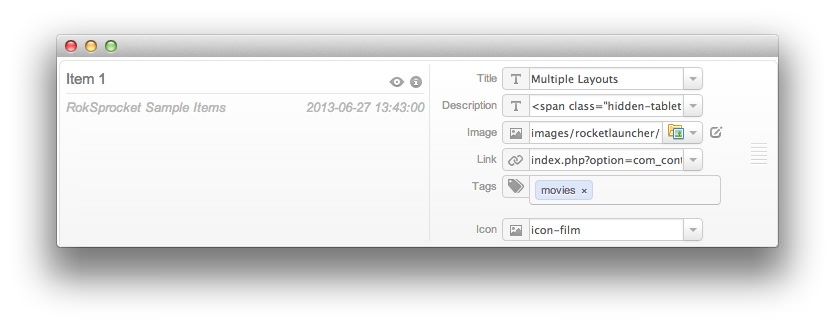 Item 1
RokSprocket Sample Items 2013-06-27 13:43:00
Title T Multiple Layouts
Description T <span class="hidden-tablet
Image images/rocketlauncher/
Link index.php?option=com_cont
Tags movies ×
Icon icon-film